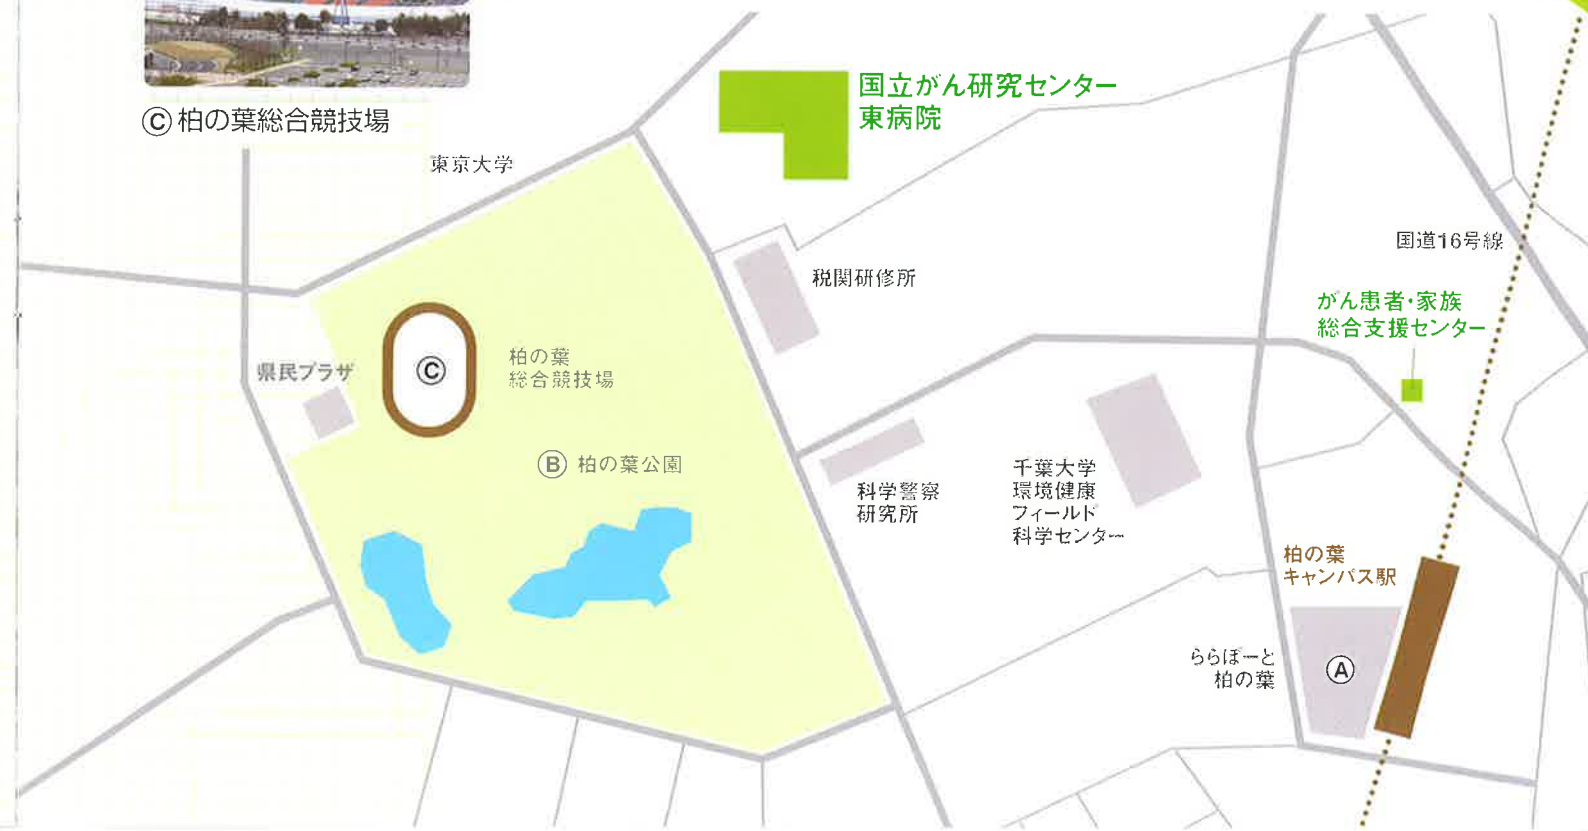 Ⓒ柏の葉総合競技場
国立がん研究センター
東病院
東京大学
国道16号線
税関研修所
がん患者・家族
総合支援センター
県民プラザ
Ⓒ
柏の葉
総合競技場
Ⓑ 柏の葉公園
科学警察
研究所
千葉大学
環境健康
フィールド
科学センター
柏の葉
キャンパス駅
ららぽーと
柏の葉
Ⓐ